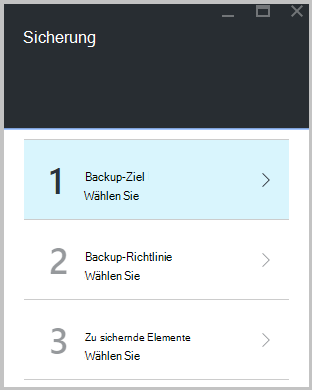 Sicherung
1
Backup-Ziel
Wählen Sie
2
Backup-Richtlinie
Wählen Sie
3
Zu sichernde Elemente
Wählen Sie